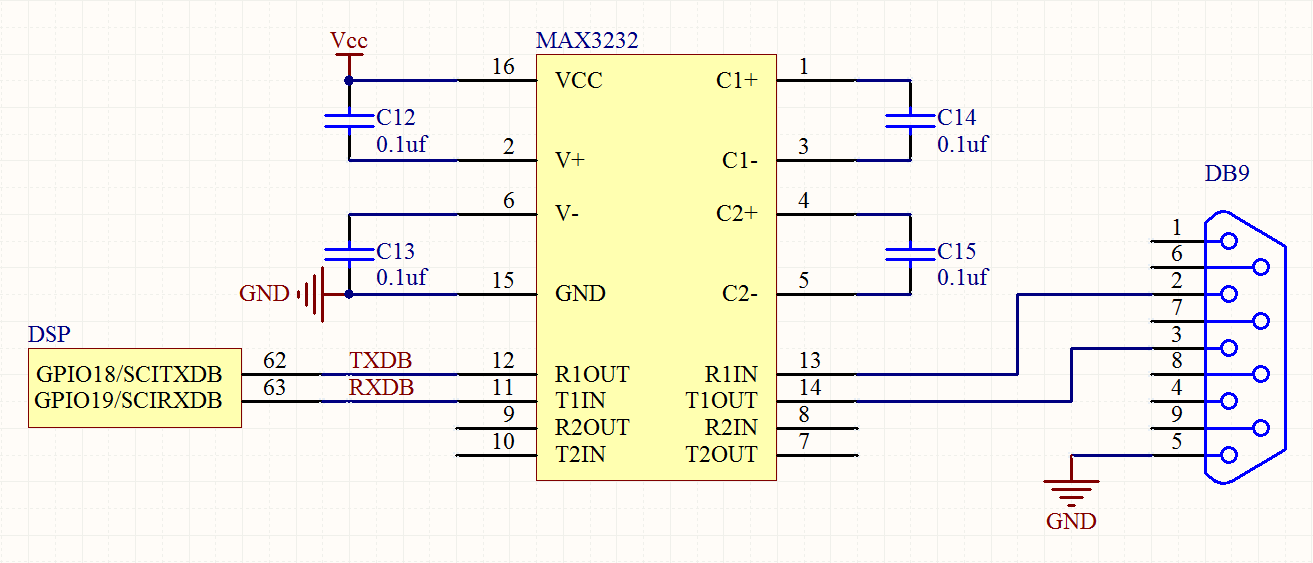 Vcc
MAX3232
16
VCC
C1+
1
C12
0.1uf
C14
0.1uf
2
V+
C1-
3
6
V-
C2+
4
C13
0.1uf
C15
0.1uf
GND
15
GND
C2-
5
DSP
GPIO18/SCITXDB
62
TXDB
12
R1OUT
R1IN
13
GPIO19/SCIRXDB
63
RXDB
11
T1IN
T1OUT
14
9
R2OUT
R2IN
8
10
T2IN
T2OUT
7
DB9
1
6
2
7
3
8
4
9
5
GND